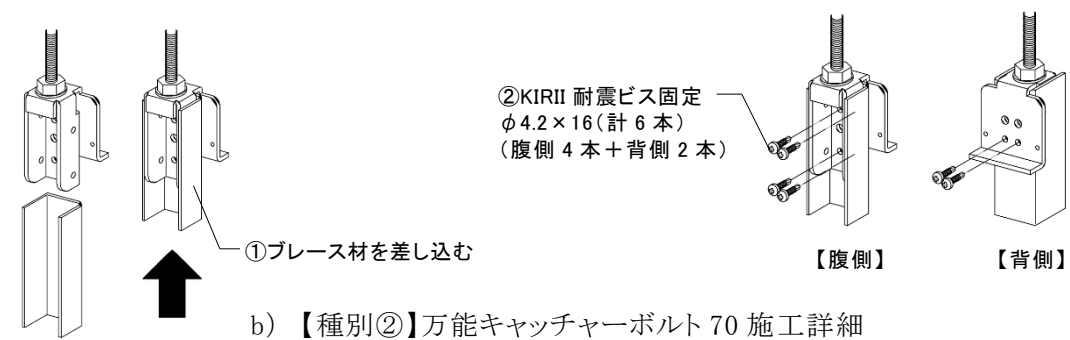 ②KIRII 耐震ビス固定
φ4.2×16(計 6 本)
(腹側 4 本+背側 2 本)
①ブレース材を差し込む
【腹側】
【背側】
b) 【種別②】万能キャッチャーボルト 70 施工詳細